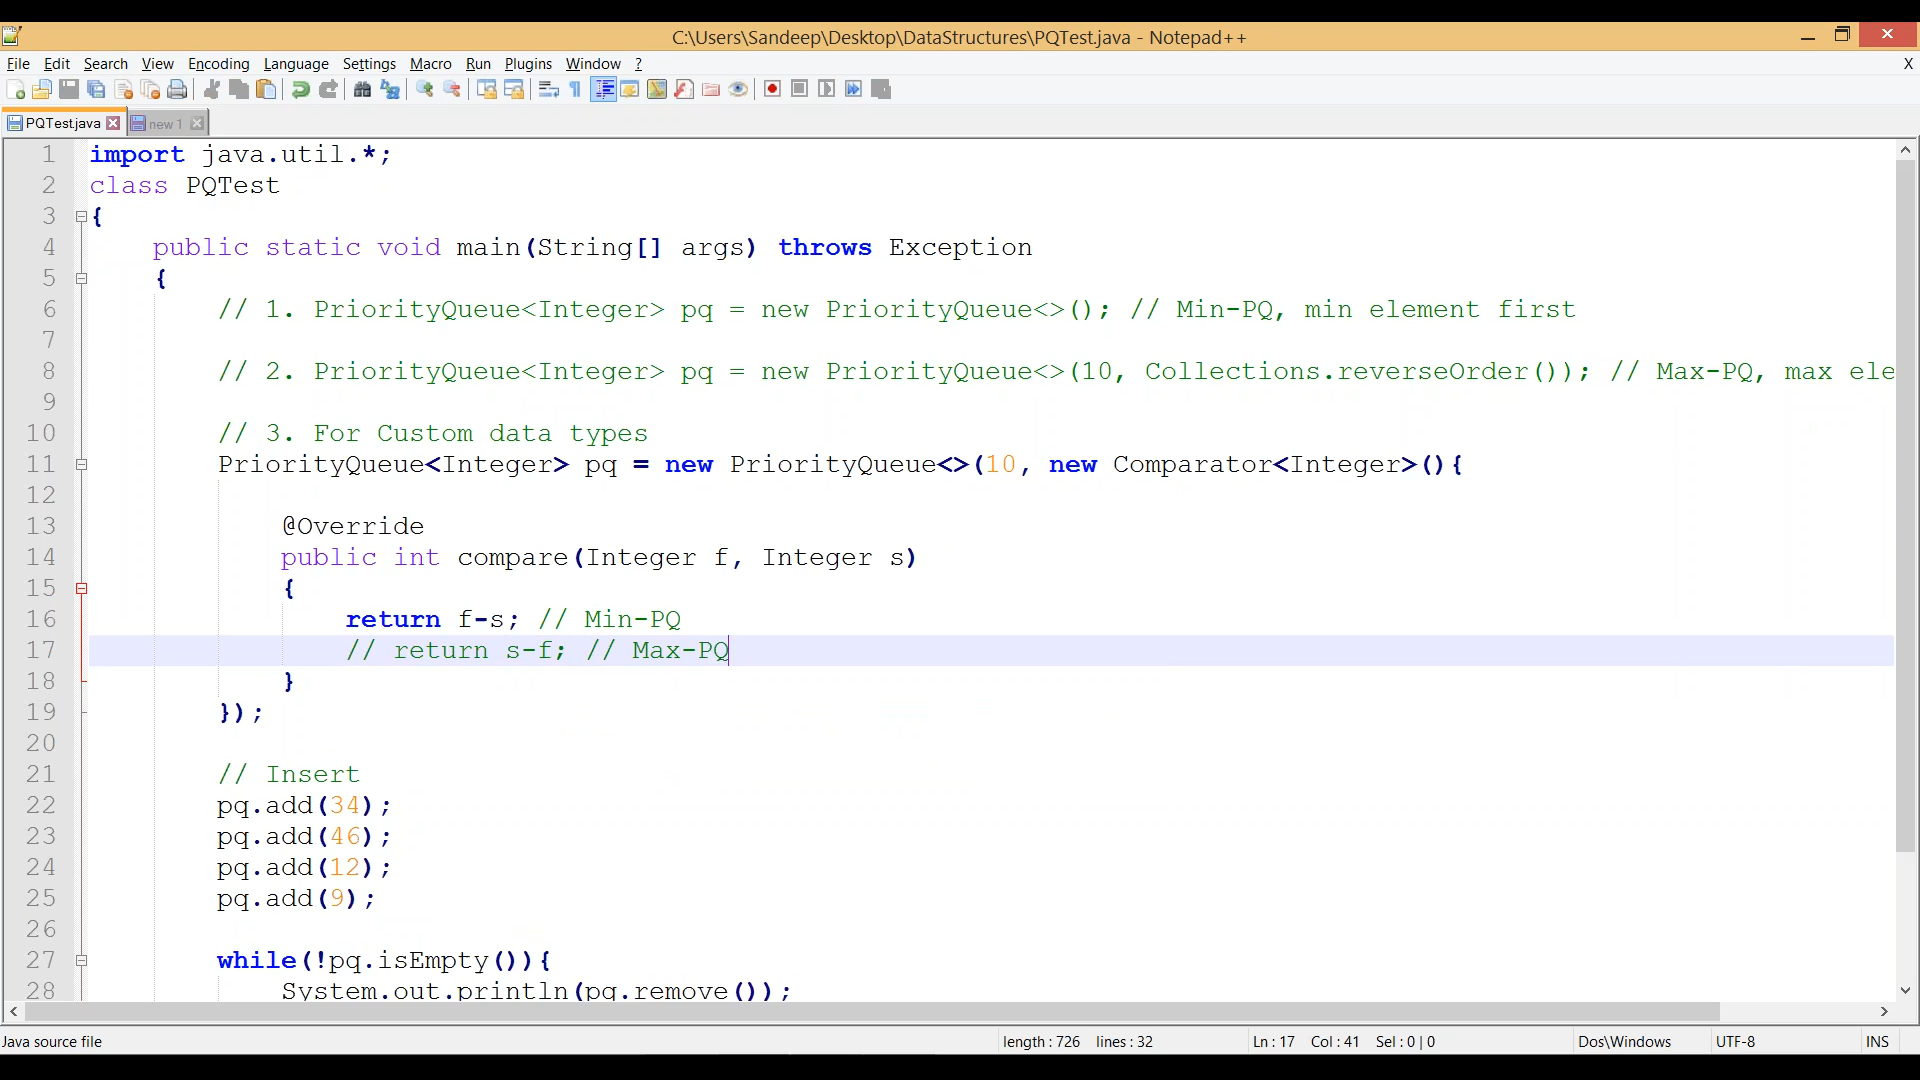 C:\Users\Sandeep\Desktop\DataStructures\PQTest.java - Notepad++
File Edit Search View Encoding Language Settings Macro Run Plugins Window ? X
PQTest.java new 1
1 import java.util.*;
2 class PQTest
3 {
4 public static void main(String[] args) throws Exception
5 {
6 // 1. PriorityQueue<Integer> pq = new PriorityQueue<>(); // Min-PQ, min element first
7
8 // 2. PriorityQueue<Integer> pq = new PriorityQueue<>(10, Collections.reverseOrder()); // Max-PQ, max ele
9
10 // 3. For Custom data types
11 PriorityQueue<Integer> pq = new PriorityQueue<>(10, new Comparator<Integer>(){
12
13 @Override
14 public int compare(Integer f, Integer s)
15 {
16 return f-s; // Min-PQ
17 // return s-f; // Max-PQ
18 }
19 });
20
21 // Insert
22 pq.add(34);
23 pq.add(46);
24 pq.add(12);
25 pq.add(9);
26
27 while(!pq.isEmpty()){
28 System.out.println(pq.remove());
Java source file length : 726 lines : 32 Ln : 17 Col : 41 Sel : 0 | 0 Dos\Windows UTF-8 INS